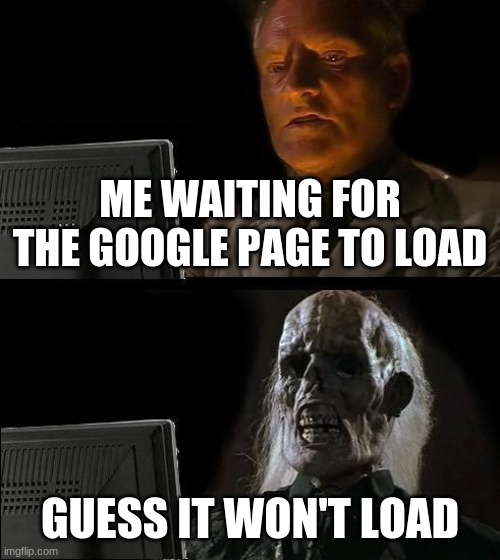 ME WAITING FOR
THE GOOGLE PAGE TO LOAD
GUESS IT WON'T LOAD
imgflip.com